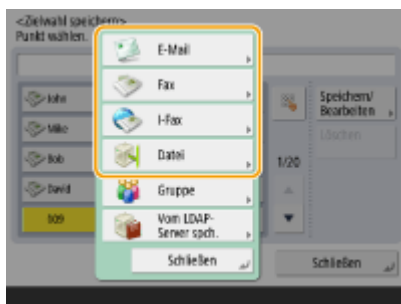 <Zielwahl speichern>
Punkt wählen.
E-Mail
Fax
I-Fax
Datei
Gruppe
Vom LDAP-
Server spch.
Schließen
John
Mike
Bob
David
009
Speichern/
Bearbeiten
Löschen
1/20
Schließen